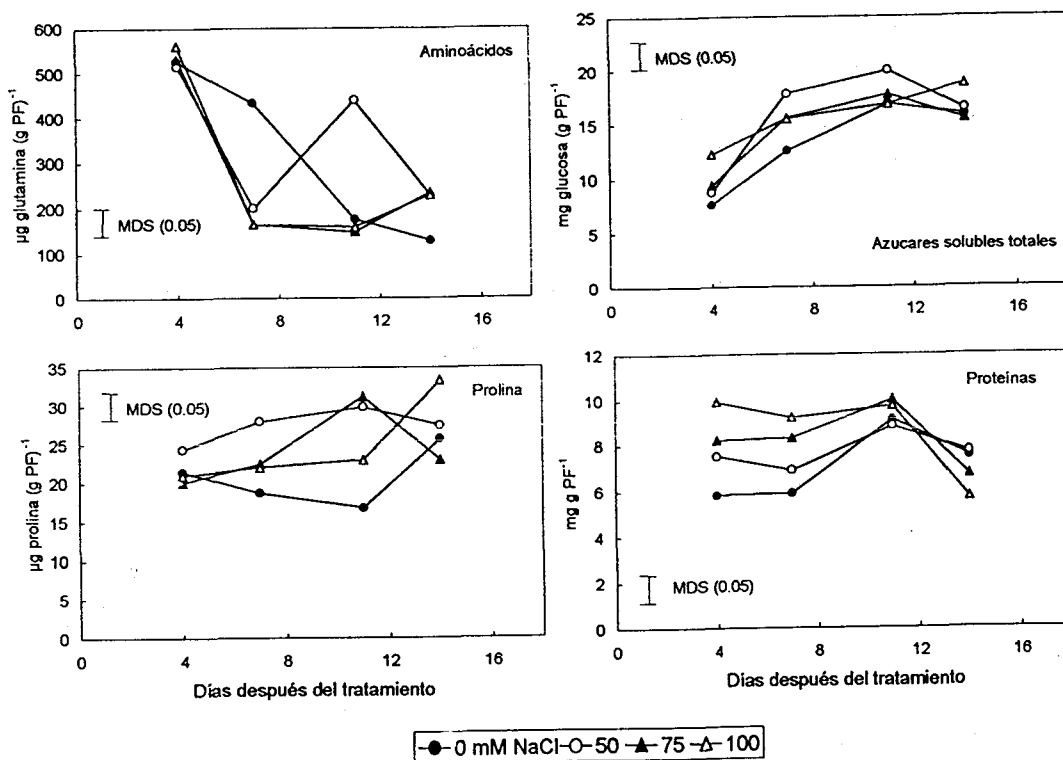 600
500
400
300
200
100
0
µg glutamina (g PF)⁻¹
Aminoácidos
MDS (0.05)
0 4 8 12 16
25
20
15
10
5
0
mg glucosa (g PF)⁻¹
MDS (0.05)
Azucares solubles totales
0 4 8 12 16
35
30
25
20
15
10
5
0
µg prolina (g PF)⁻¹
MDS (0.05)
Prolina
0 4 8 12 16
Días después del tratamiento
12
10
8
6
4
2
0
mg g PF⁻¹
Proteínas
MDS (0.05)
0 4 8 12 16
Días después del tratamiento
0 mM NaCl 50 75 100